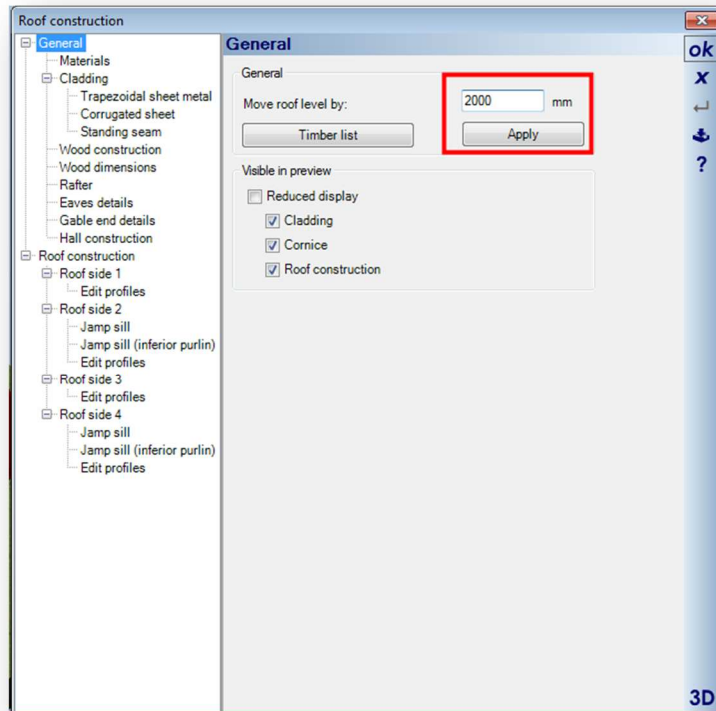 Roof construction
General
Materials
Cladding
Trapezoidal sheet metal
Corrugated sheet
Standing seam
Wood construction
Wood dimensions
Rafter
Eaves details
Gable end details
Hall construction
Roof construction
Roof side 1
Edit profiles
Roof side 2
Jamp sill
Jamp sill (inferior purlin)
Edit profiles
Roof side 3
Edit profiles
Roof side 4
Jamp sill
Jamp sill (inferior purlin)
Edit profiles
General
General
Move roof level by: 2000 mm
Timber list Apply
Visible in preview
Reduced display
Cladding
Cornice
Roof construction
ok
x
?
3D